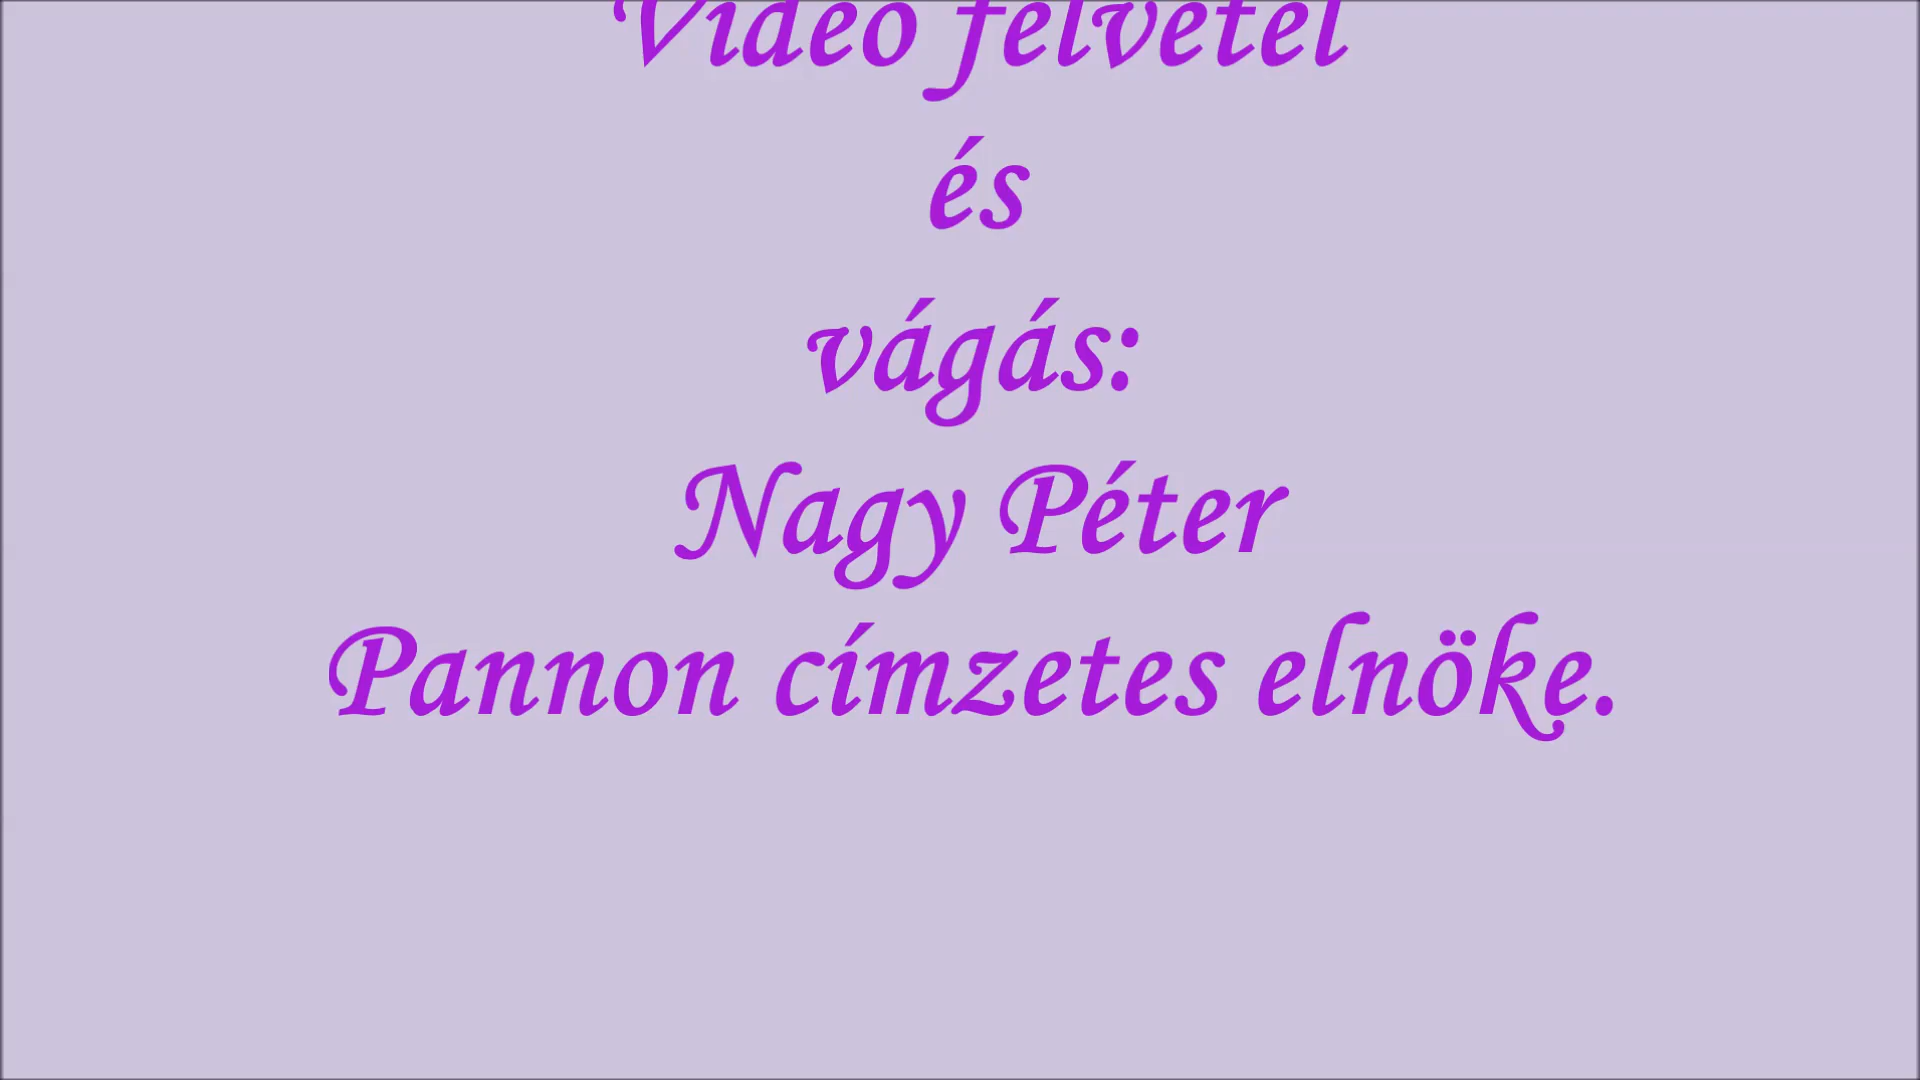 Video felvétel
és
vágás:
Nagy Péter
Pannon címzetes elnöke.